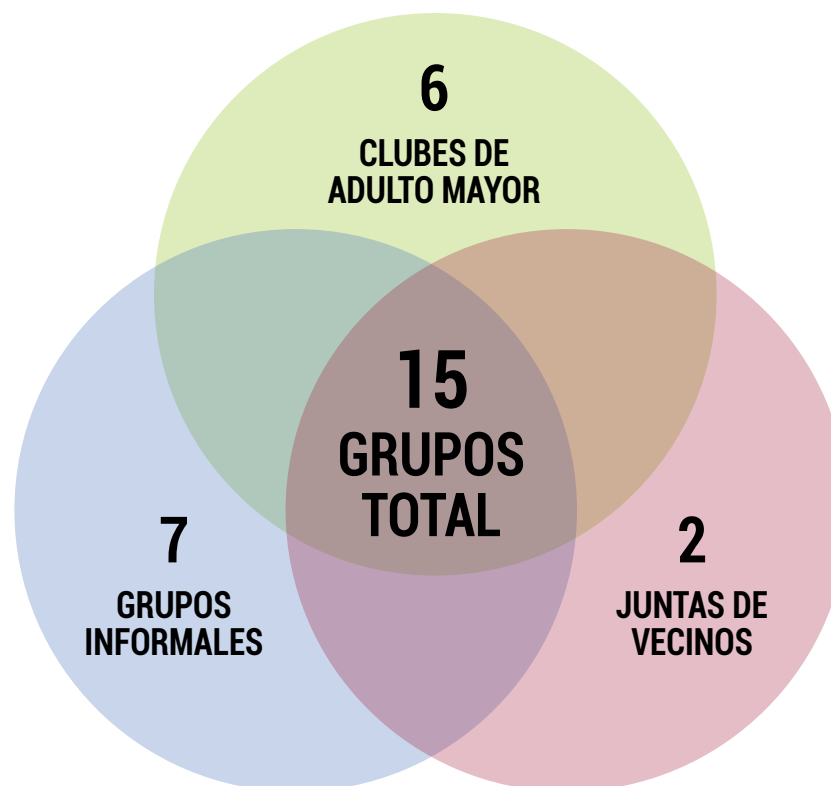 6
CLUBES DE
ADULTO MAYOR
15
GRUPOS
TOTAL
7
GRUPOS
INFORMALES
2
JUNTAS DE
VECINOS